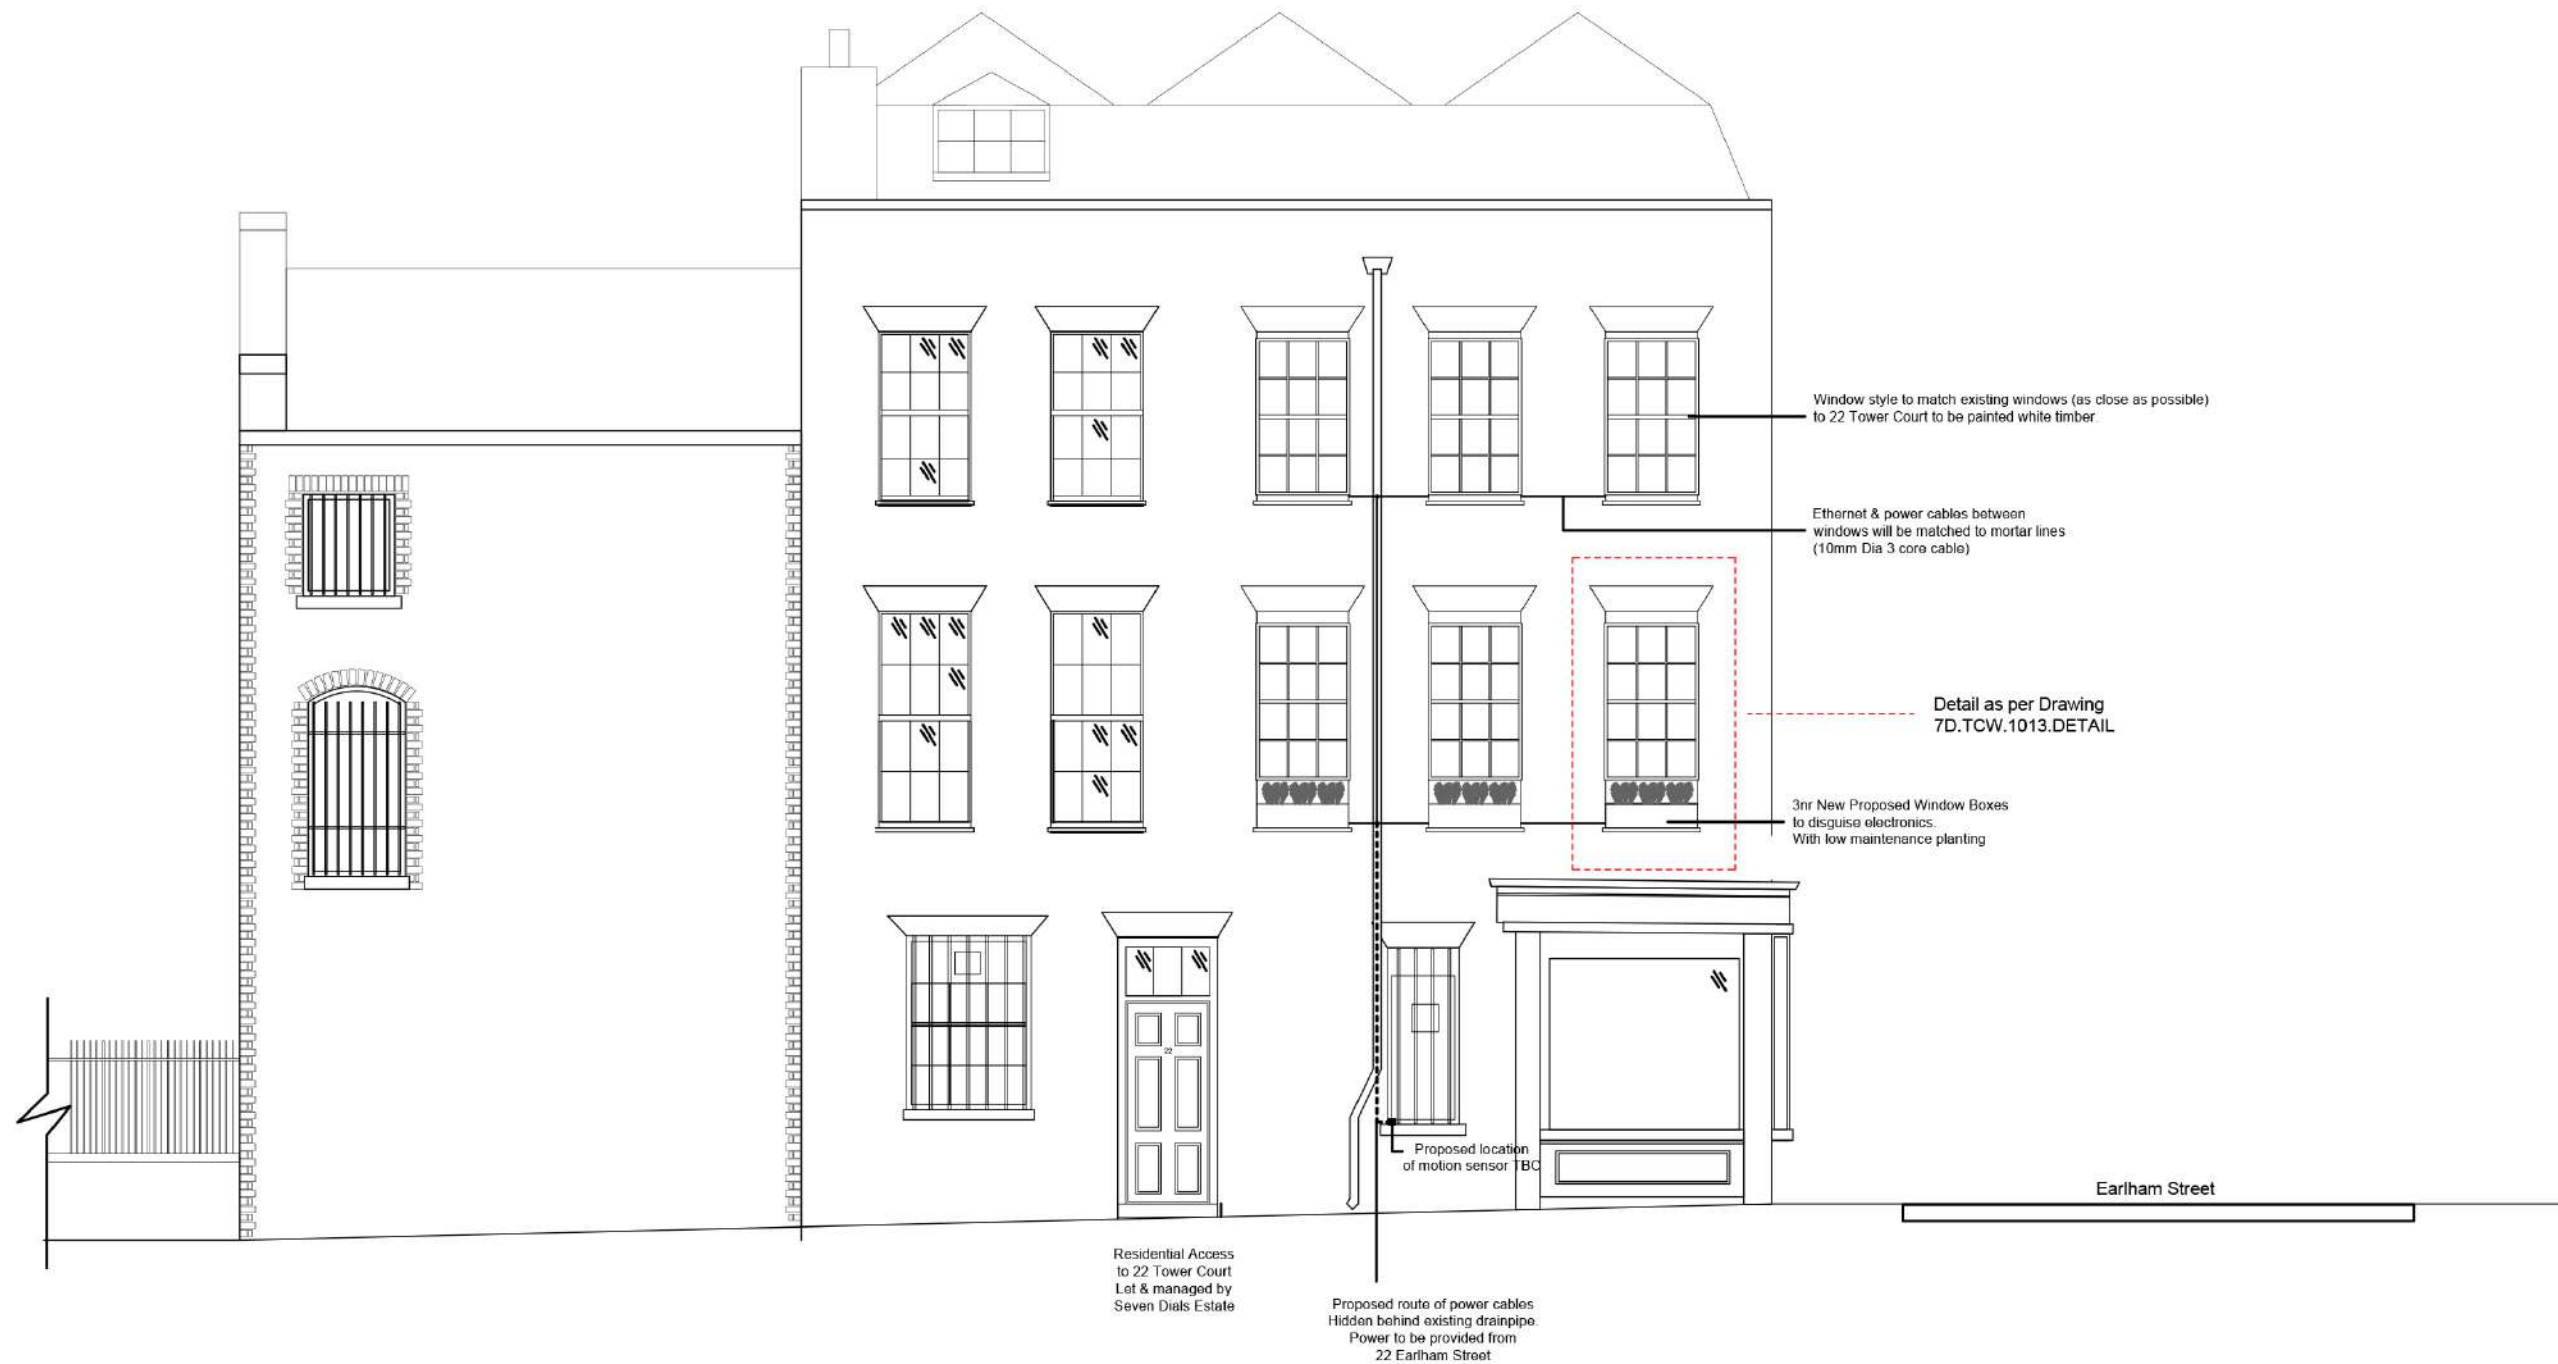 Window style to match existing windows (as close as possible)
to 22 Tower Court to be painted white timber.
Ethernet & power cables between
windows will be matched to mortar lines
(10mm Dia 3 core cable)
Detail as per Drawing
7D.TCW.1013.DETAIL
3nr New Proposed Window Boxes
to disguise electronics.
With low maintenance planting
22
Proposed location
of motion sensor TBC
Earlham Street
Residential Access
to 22 Tower Court
Let & managed by
Seven Dials Estate
Proposed route of power cables
Hidden behind existing drainpipe.
Power to be provided from
22 Earlham Street